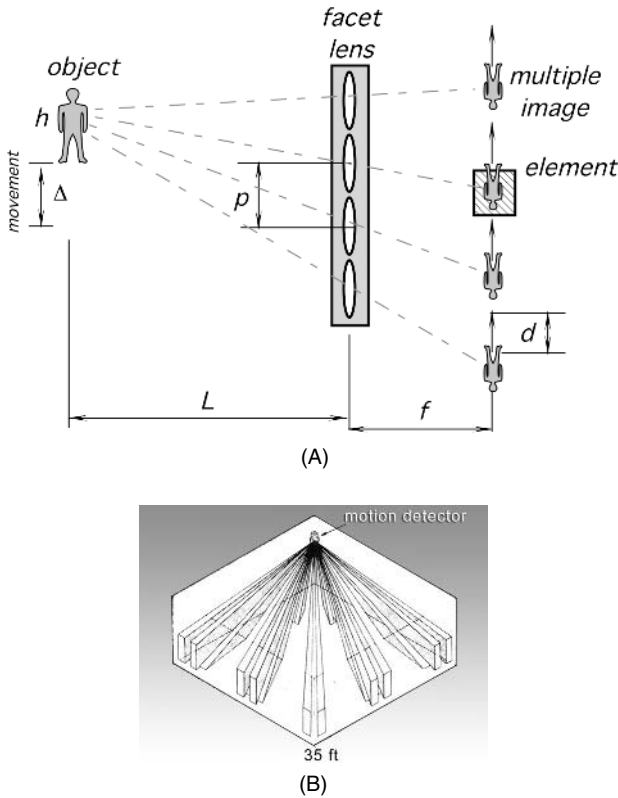 facet
lens
object
h
movement
Δ
p
multiple
image
element
d
L
f
(A)
motion detector
35 ft
(B)